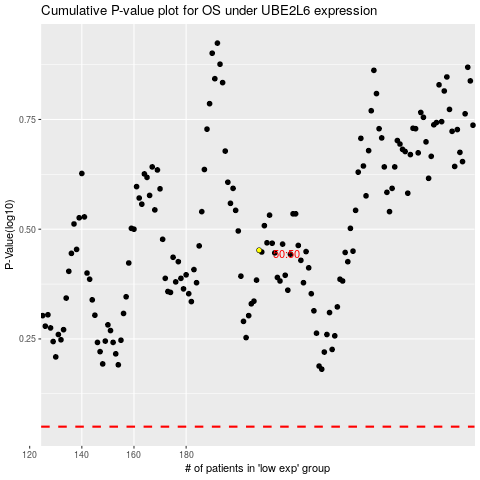 Cumulative P-value plot for OS under UBE2L6 expression
P-Value(log10)
0.75
0.50
0.25
50:50
120
140
160
180
# of patients in 'low exp' group